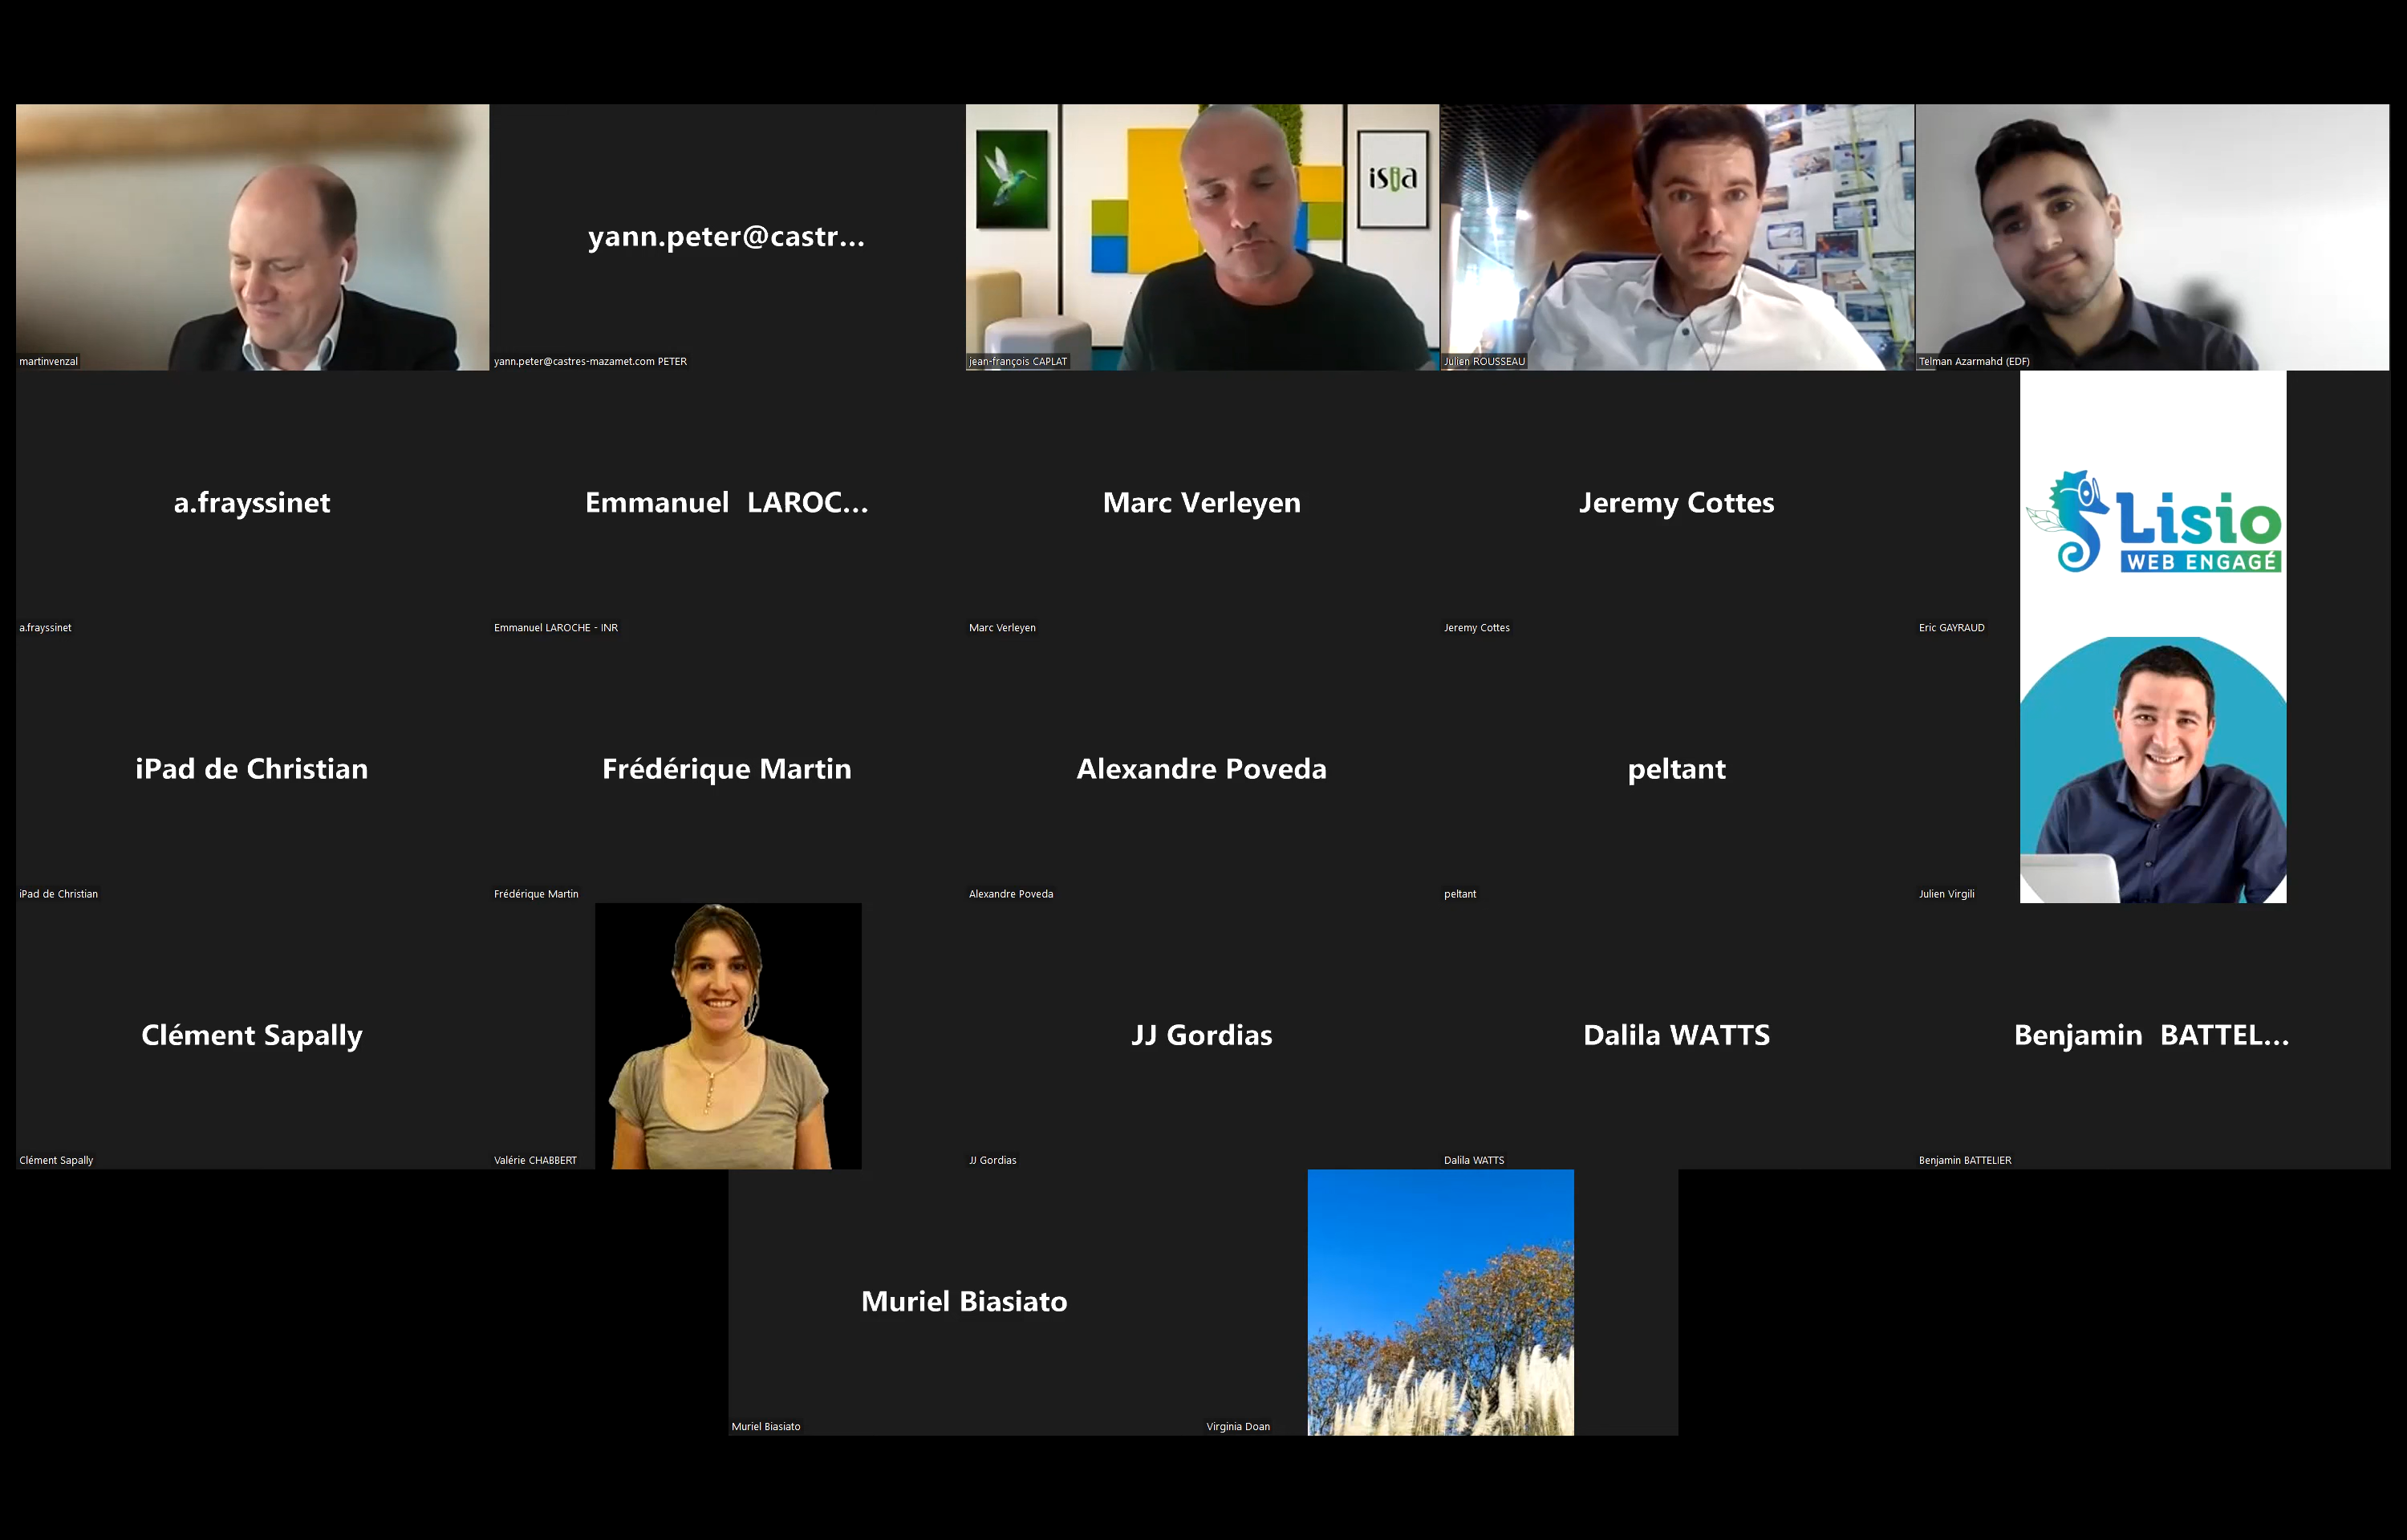 isia
martinvenzal
yann.peter@castr...
yann.peter@castres-mazamet.com PETER
jean-françois CAPLAT
Julien ROUSSEAU
Telman Azarmahd (EDF)
a.frayssinet
a.frayssinet
Emmanuel LAROC...
Emmanuel LAROCHE - INR
Marc Verleyen
Marc Verleyen
Jeremy Cottes
Jeremy Cottes
Lisio
WEB ENGAGÉ
Eric GAYRAUD
iPad de Christian
iPad de Christian
Frédérique Martin
Frédérique Martin
Alexandre Poveda
Alexandre Poveda
peltant
peltant
Julien Virgili
Clément Sapally
Clément Sapally
Valérie CHABBERT
JJ Gordias
JJ Gordias
Dalila WATTS
Dalila WATTS
Benjamin BATTEL...
Benjamin BATTELIER
Muriel Biasiato
Muriel Biasiato
Virginia Doan